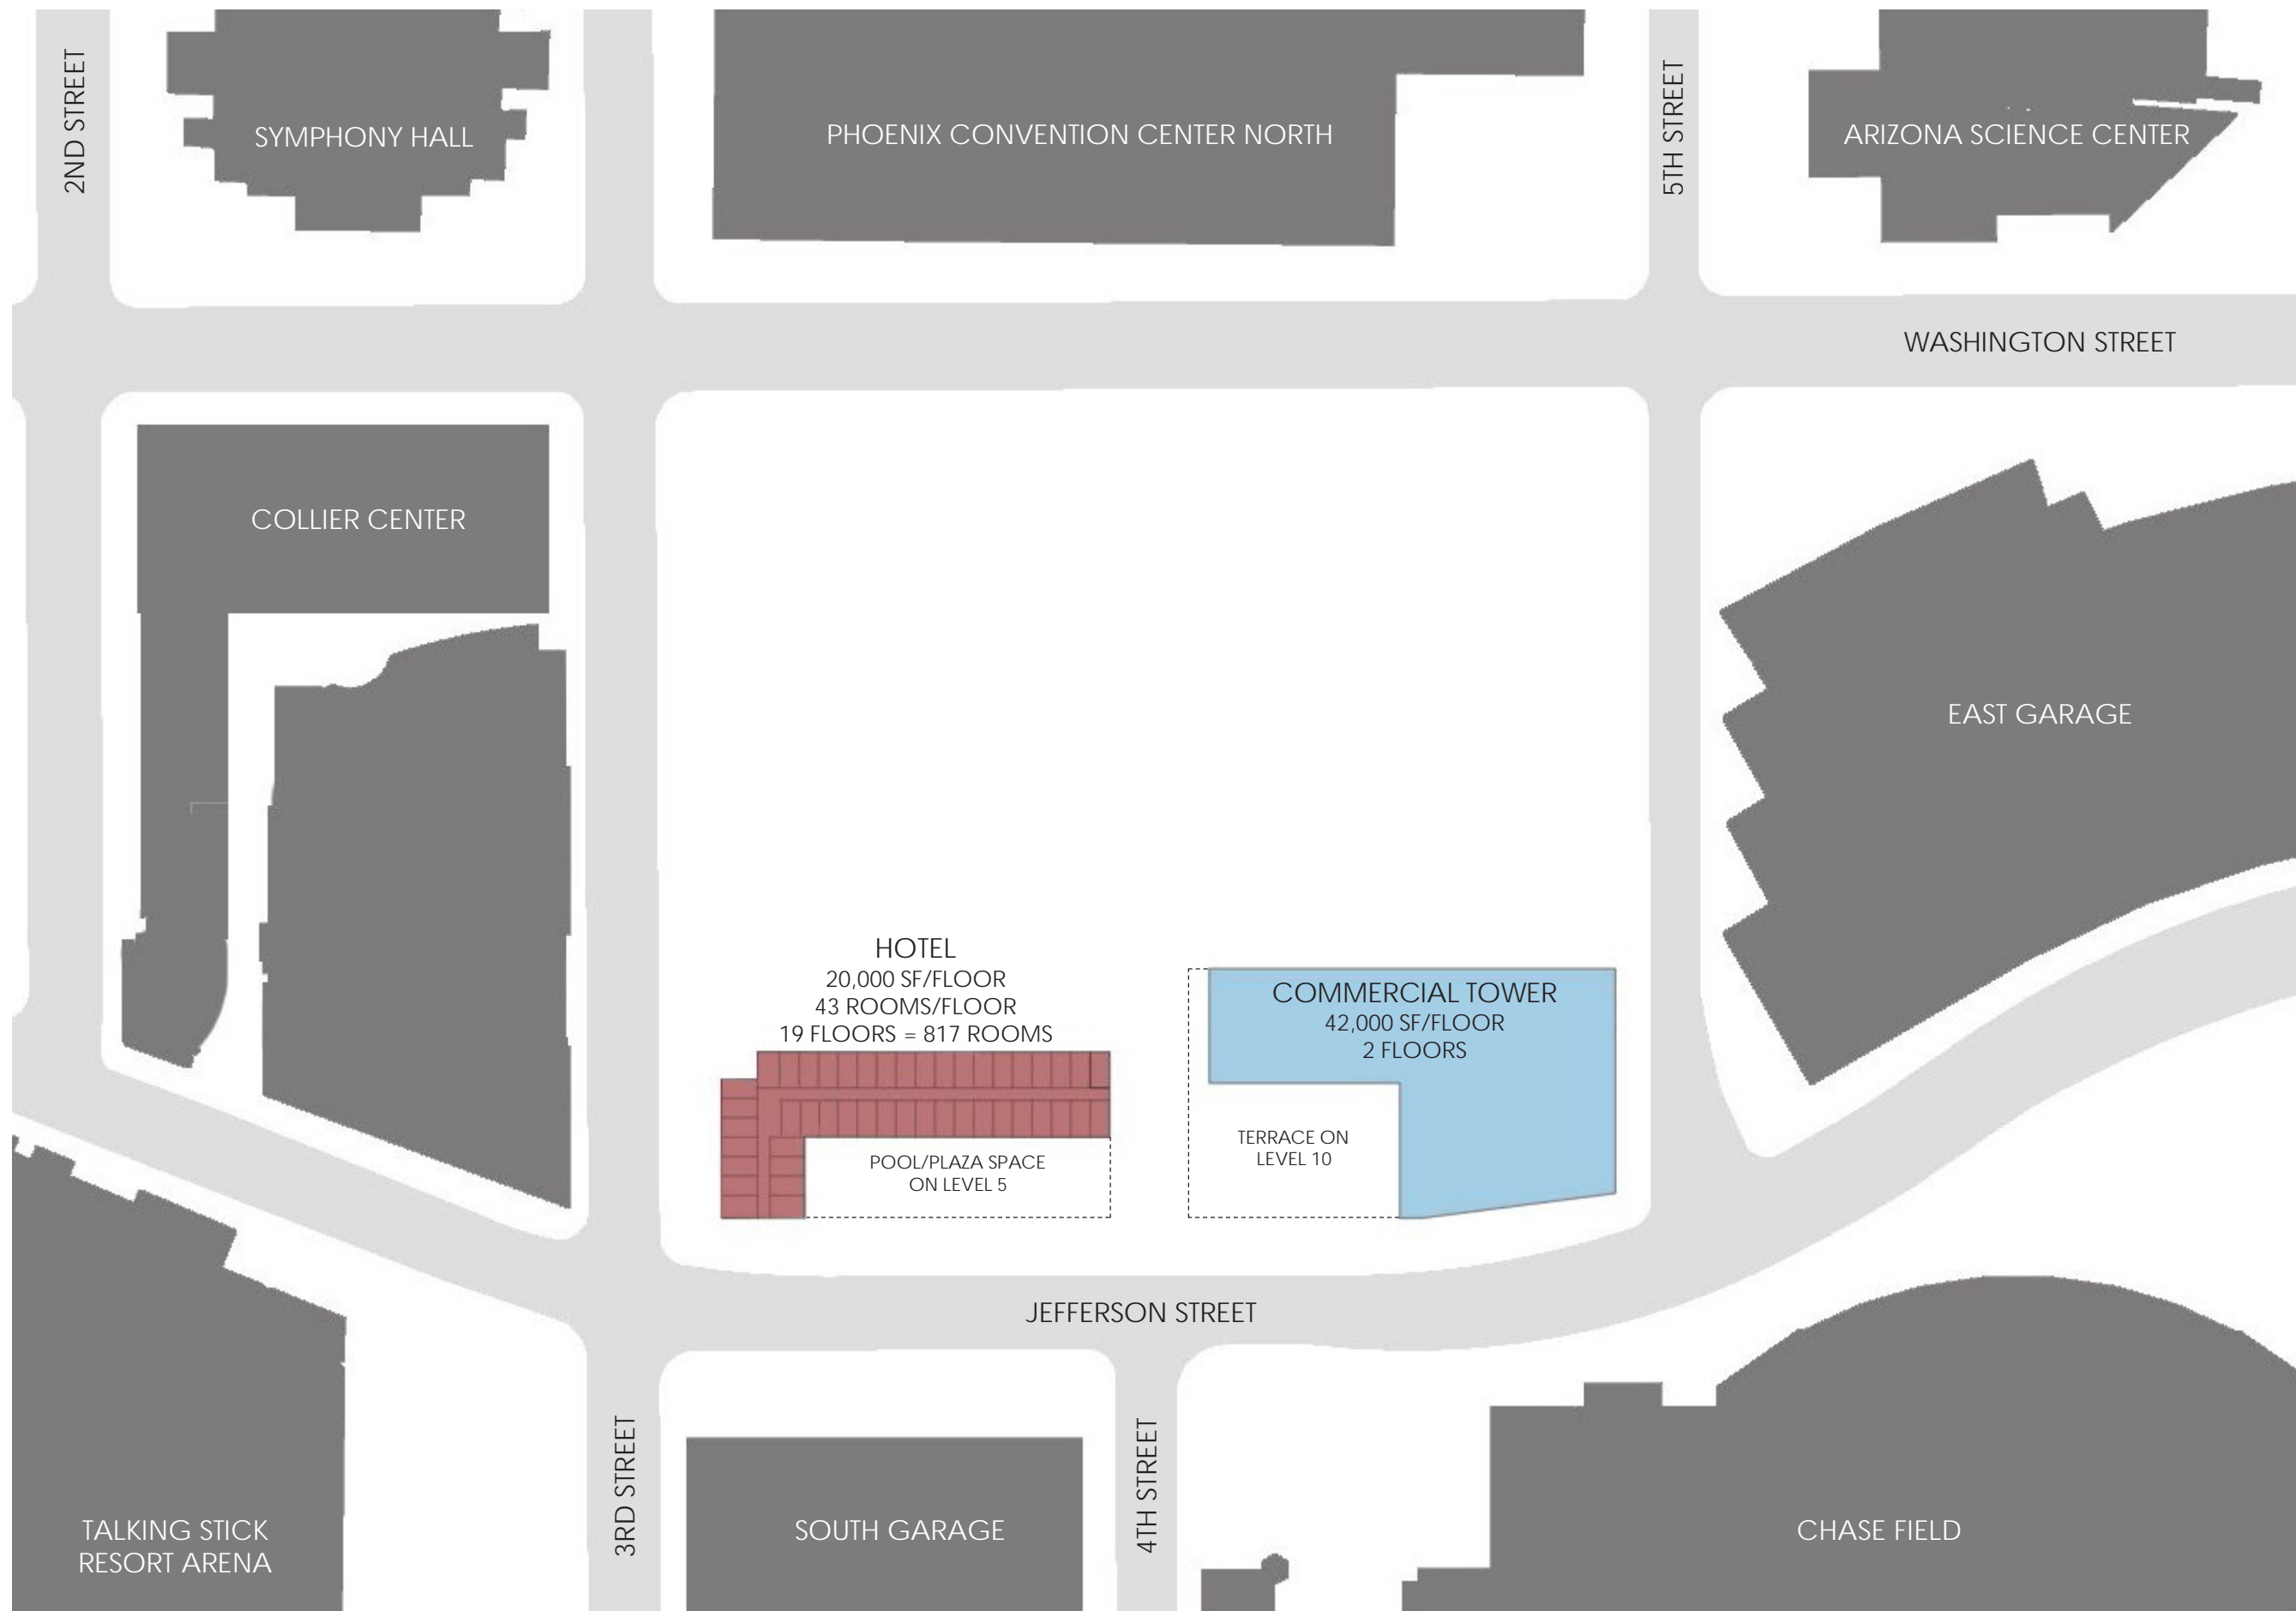 2ND STREET
SYMPHONY HALL
PHOENIX CONVENTION CENTER NORTH
5TH STREET
ARIZONA SCIENCE CENTER
WASHINGTON STREET
COLLIER CENTER
EAST GARAGE
HOTEL
20,000 SF/FLOOR
43 ROOMS/FLOOR
19 FLOORS = 817 ROOMS
POOL/PLAZA SPACE
ON LEVEL 5
COMMERCIAL TOWER
42,000 SF/FLOOR
2 FLOORS
TERRACE ON
LEVEL 10
JEFFERSON STREET
TALKING STICK
RESORT ARENA
3RD STREET
SOUTH GARAGE
4TH STREET
CHASE FIELD